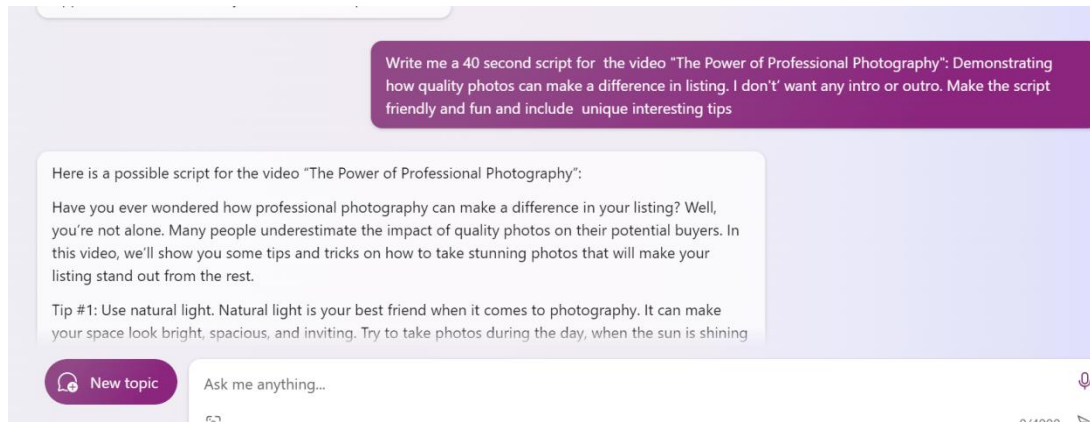 Write me a 40 second script for the video "The Power of Professional Photography": Demonstrating
how quality photos can make a difference in listing. I don't' want any intro or outro. Make the script
friendly and fun and include unique interesting tips
Here is a possible script for the video “The Power of Professional Photography”:
Have you ever wondered how professional photography can make a difference in your listing? Well,
you’re not alone. Many people underestimate the impact of quality photos on their potential buyers. In
this video, we’ll show you some tips and tricks on how to take stunning photos that will make your
listing stand out from the rest.
Tip #1: Use natural light. Natural light is your best friend when it comes to photography. It can make
your space look bright, spacious, and inviting. Try to take photos during the day, when the sun is shining
New topic
Ask me anything...